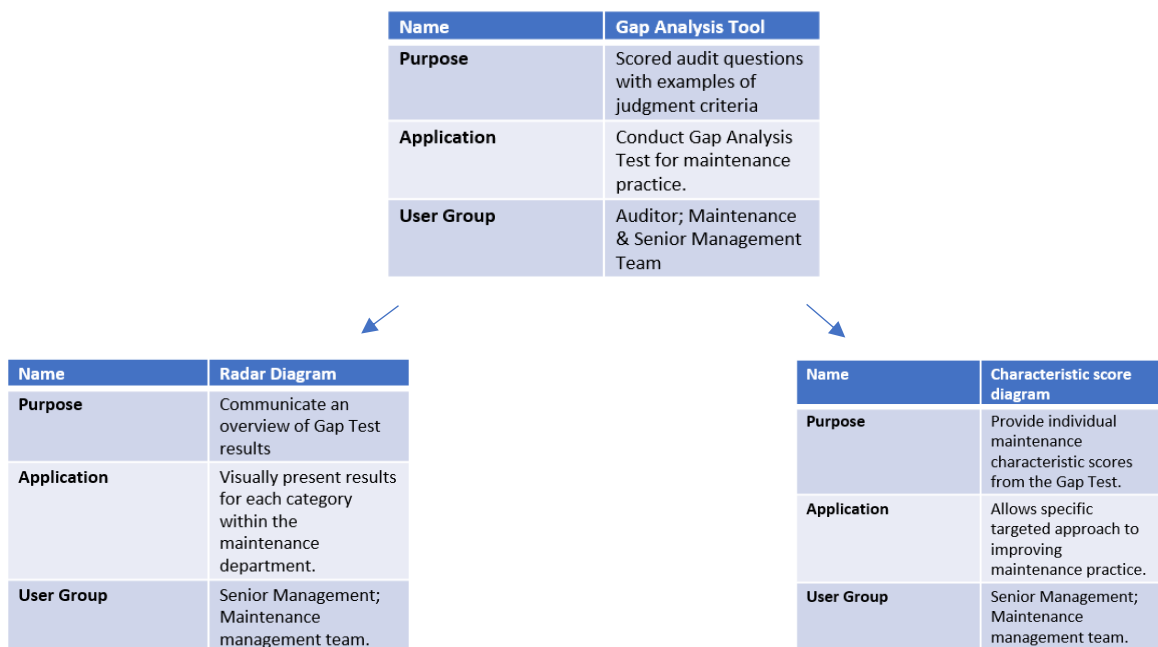 Name Gap Analysis Tool
Purpose Scored audit questions
with examples of
judgment criteria
Application Conduct Gap Analysis
Test for maintenance
practice.
User Group Auditor; Maintenance
& Senior Management
Team
Name Radar Diagram
Purpose Communicate an
overview of Gap Test
results
Application Visually present results
for each category
within the
maintenance
department.
User Group Senior Management;
Maintenance
management team.
Name Characteristic score
diagram
Purpose Provide individual
maintenance
characteristic scores
from the Gap Test.
Application Allows specific
targeted approach to
improving
maintenance practice.
User Group Senior Management;
Maintenance
management team.